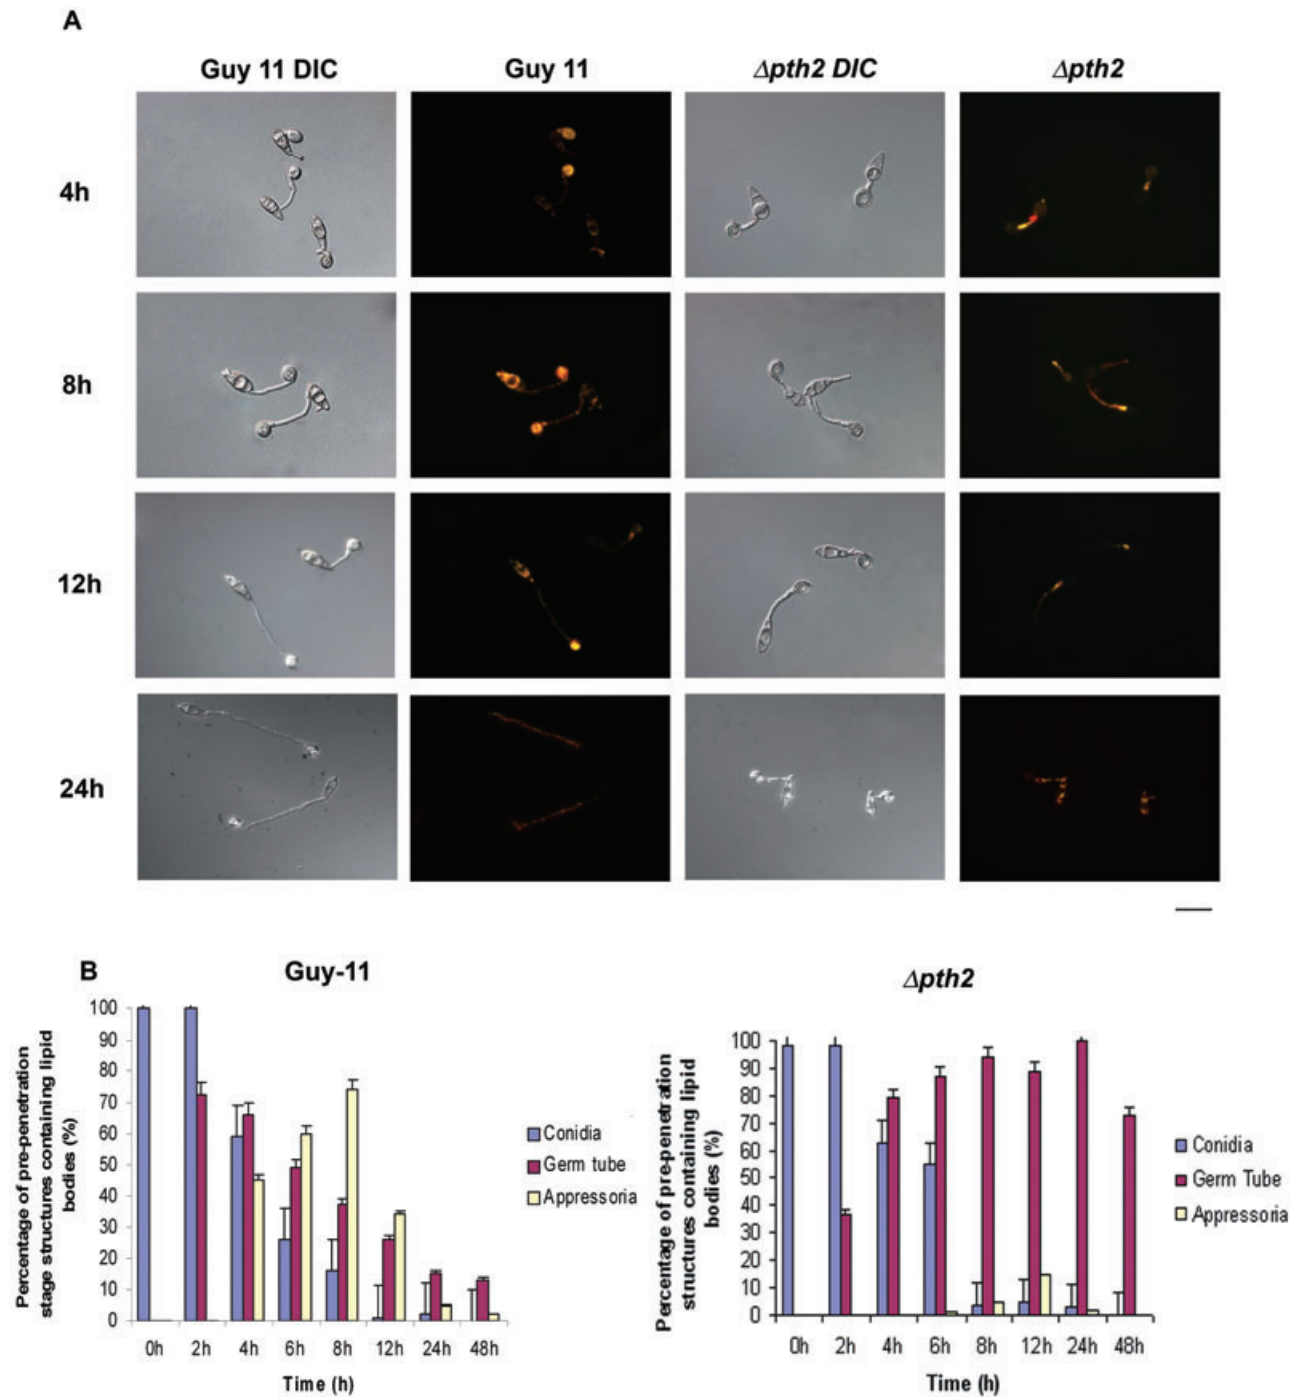 A
Guy 11 DIC Guy 11 Δpth2 DIC Δpth2
4h
8h
12h
24h
B
Guy-11
Percentage of pre-penetration
stage structures containing lipid
bodies (%)
100
90
80
70
60
50
40
30
20
10
0
0h 2h 4h 6h 8h 12h 24h 48h
Time (h)
Conidia
Germ tube
Appressoria
Δpth2
Percentage of pre-penetration
structures containing lipid
bodies (%)
100
90
80
70
60
50
40
30
20
10
0
0h 2h 4h 6h 8h 12h 24h 48h
Time (h)
Conidia
Germ Tube
Appressoria